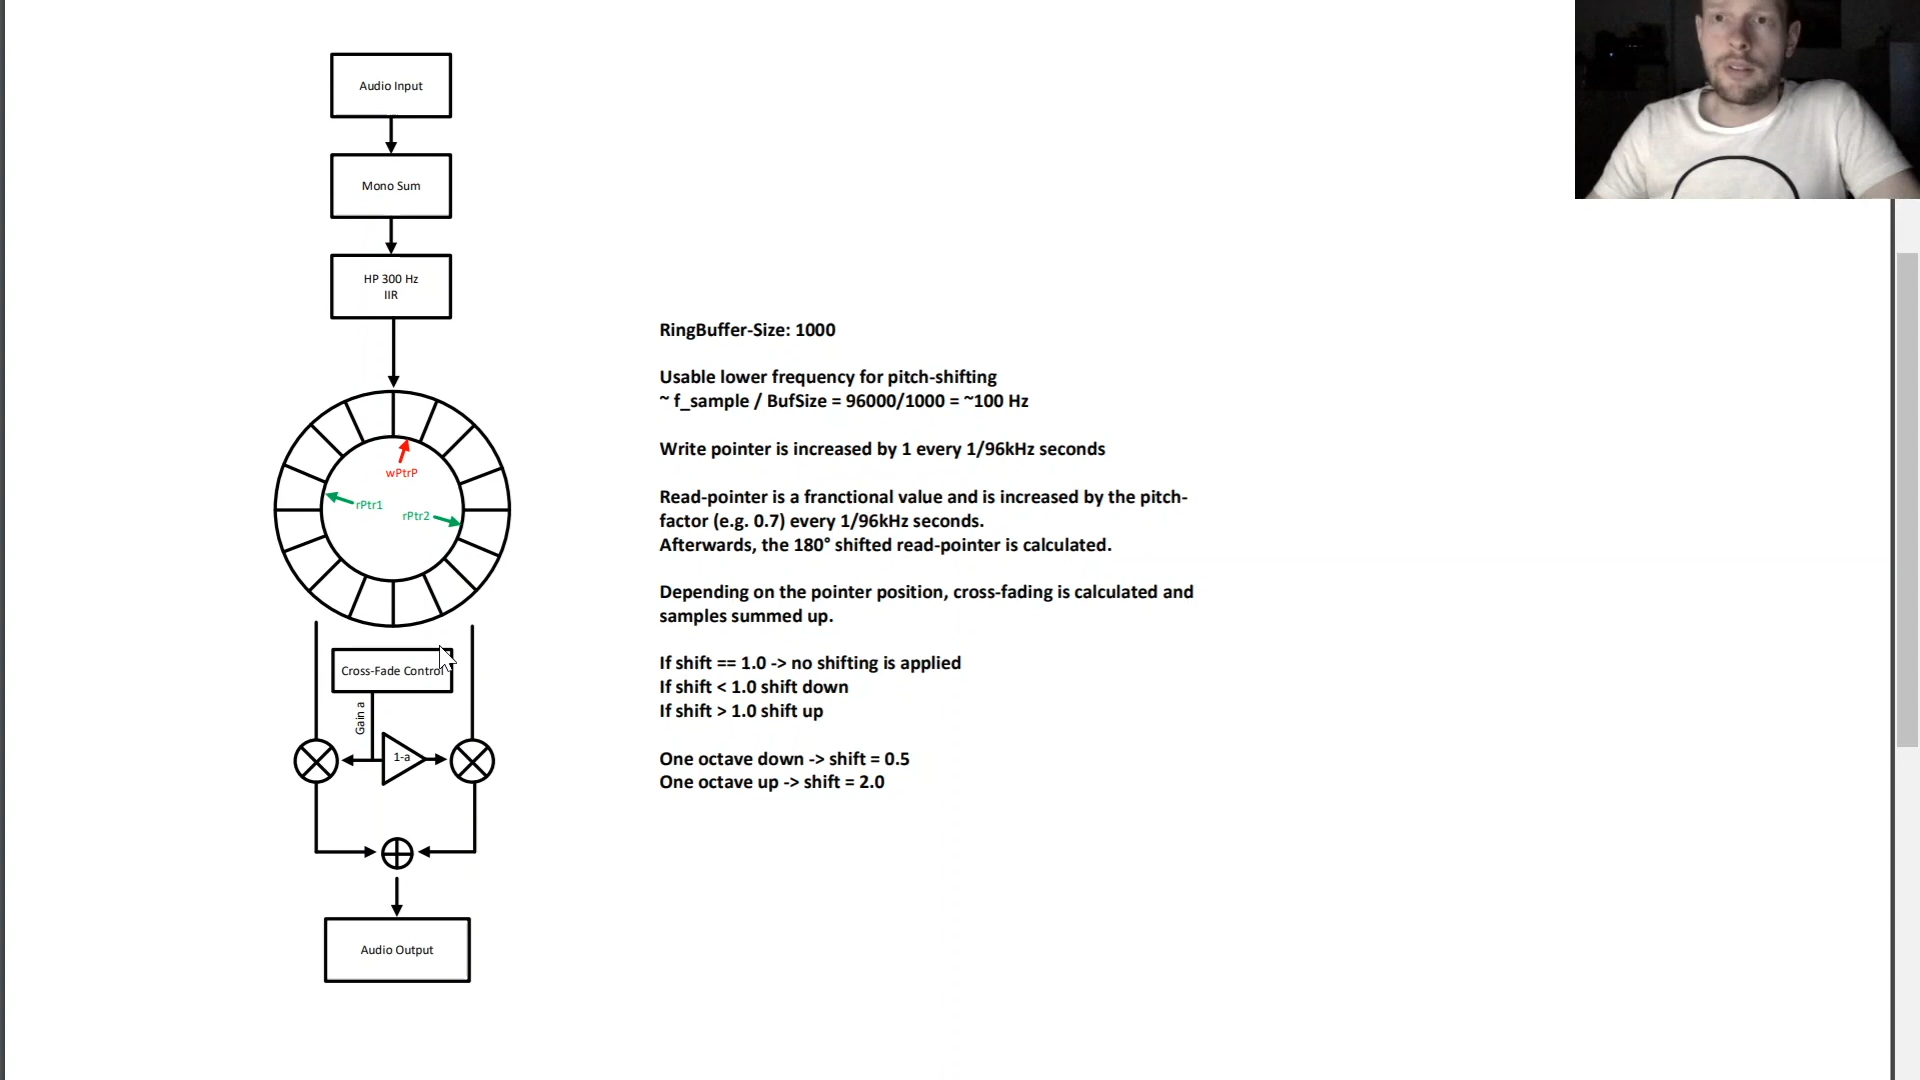 Audio Input
Mono Sum
HP 300 Hz
IIR
wPtrP
rPtr1
rPtr2
Cross-Fade Control
Gain a
1-a
Audio Output
RingBuffer-Size: 1000
Usable lower frequency for pitch-shifting
~ f_sample / BufSize = 96000/1000 = ~100 Hz
Write pointer is increased by 1 every 1/96kHz seconds
Read-pointer is a franctional value and is increased by the pitch-
factor (e.g. 0.7) every 1/96kHz seconds.
Afterwards, the 180° shifted read-pointer is calculated.
Depending on the pointer position, cross-fading is calculated and
samples summed up.
If shift == 1.0 -> no shifting is applied
If shift < 1.0 shift down
If shift > 1.0 shift up
One octave down -> shift = 0.5
One octave up -> shift = 2.0